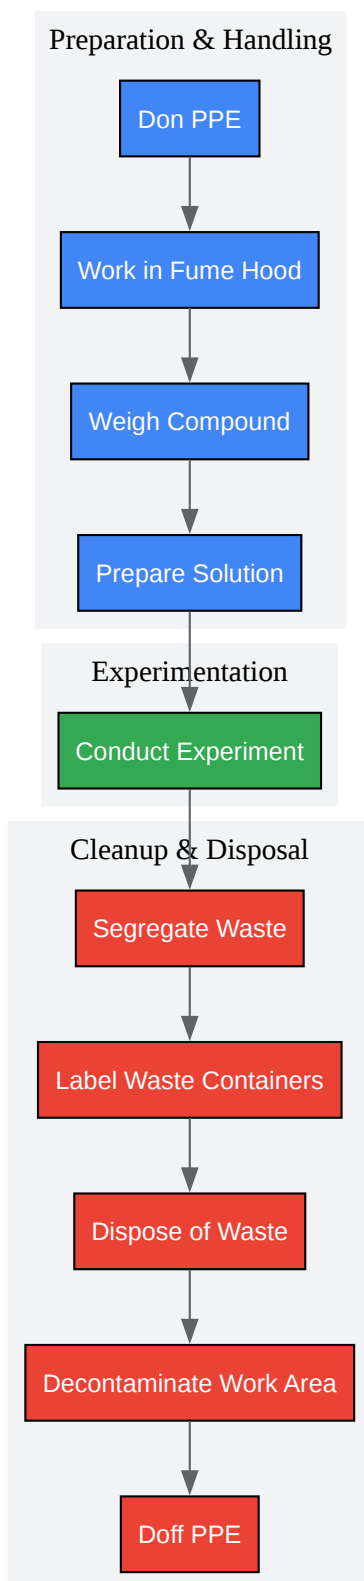 Preparation & Handling
Don PPE
Work in Fume Hood
Weigh Compound
Prepare Solution
Experimentation
Conduct Experiment
Cleanup & Disposal
Segregate Waste
Label Waste Containers
Dispose of Waste
Decontaminate Work Area
Doff PPE